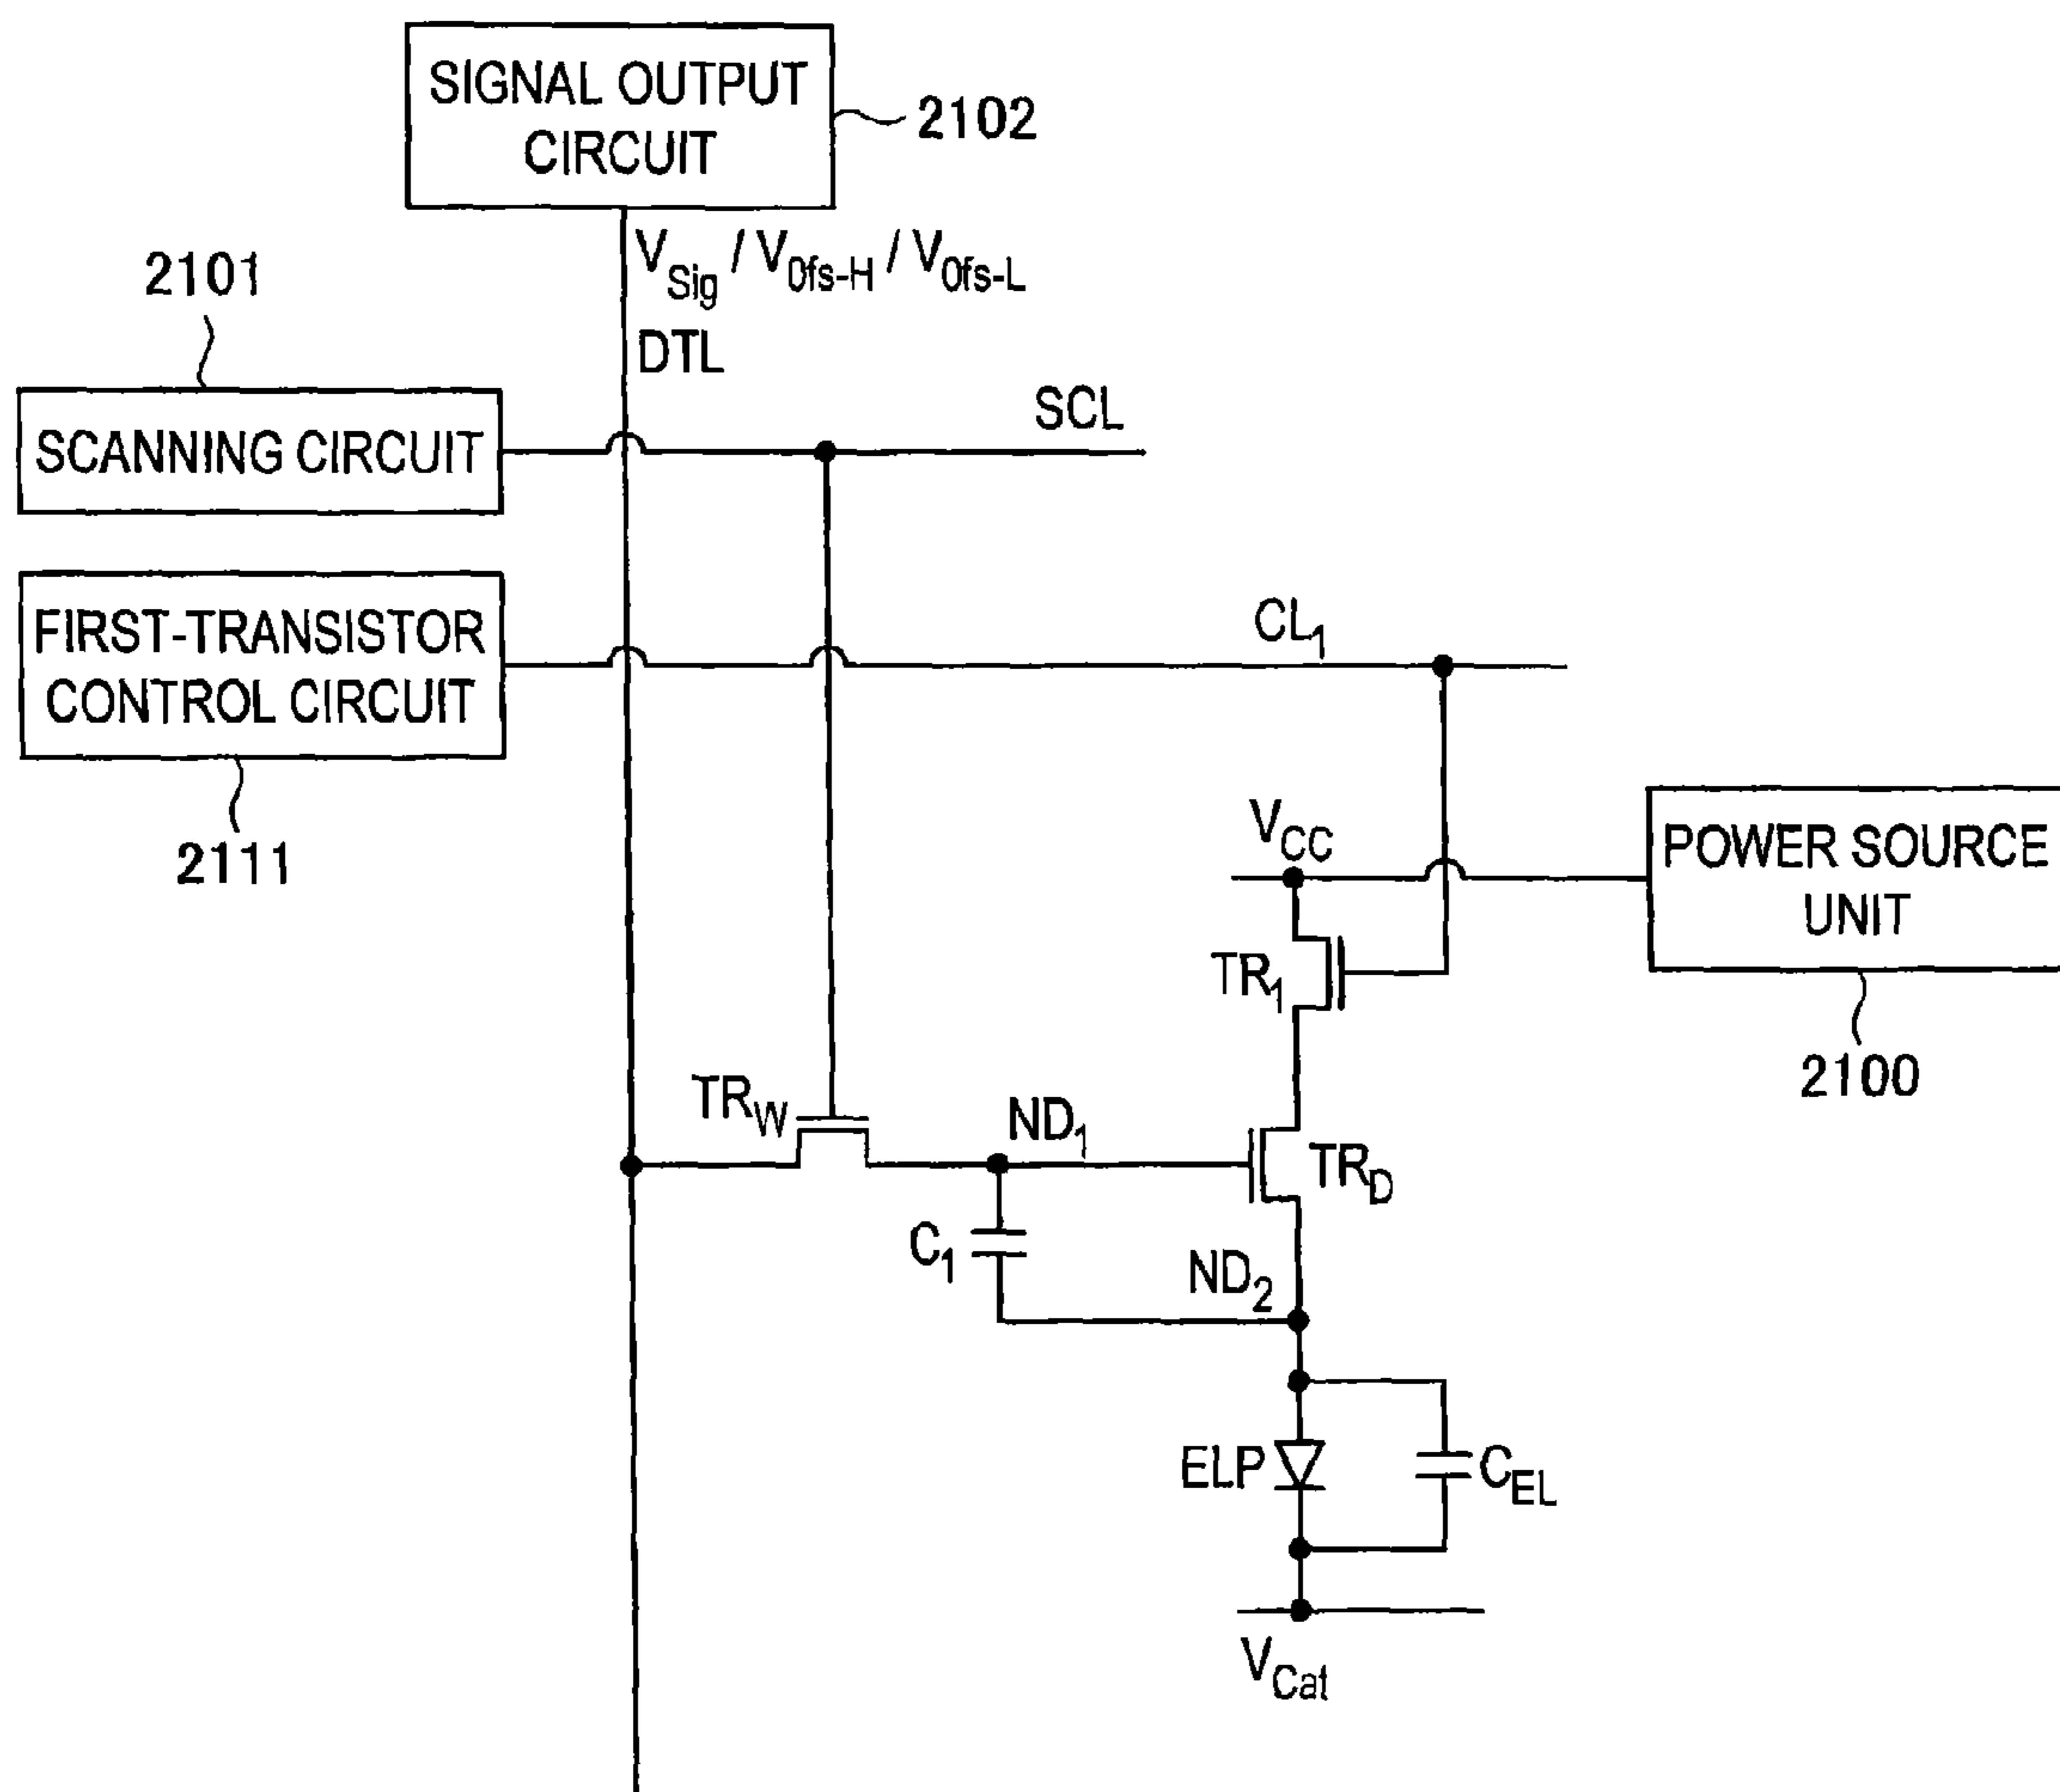 SIGNAL OUTPUT
CIRCUIT
2102
VSig / V0fs-H / V0fs-L
2101
DTL
SCL
SCANNING CIRCUIT
FIRST-TRANSISTOR
CONTROL CIRCUIT
CL1
2111
VCC
POWER SOURCE
UNIT
TR1
2100
TRW
ND1
TRD
C1
ND2
ELP
CEL
VCat